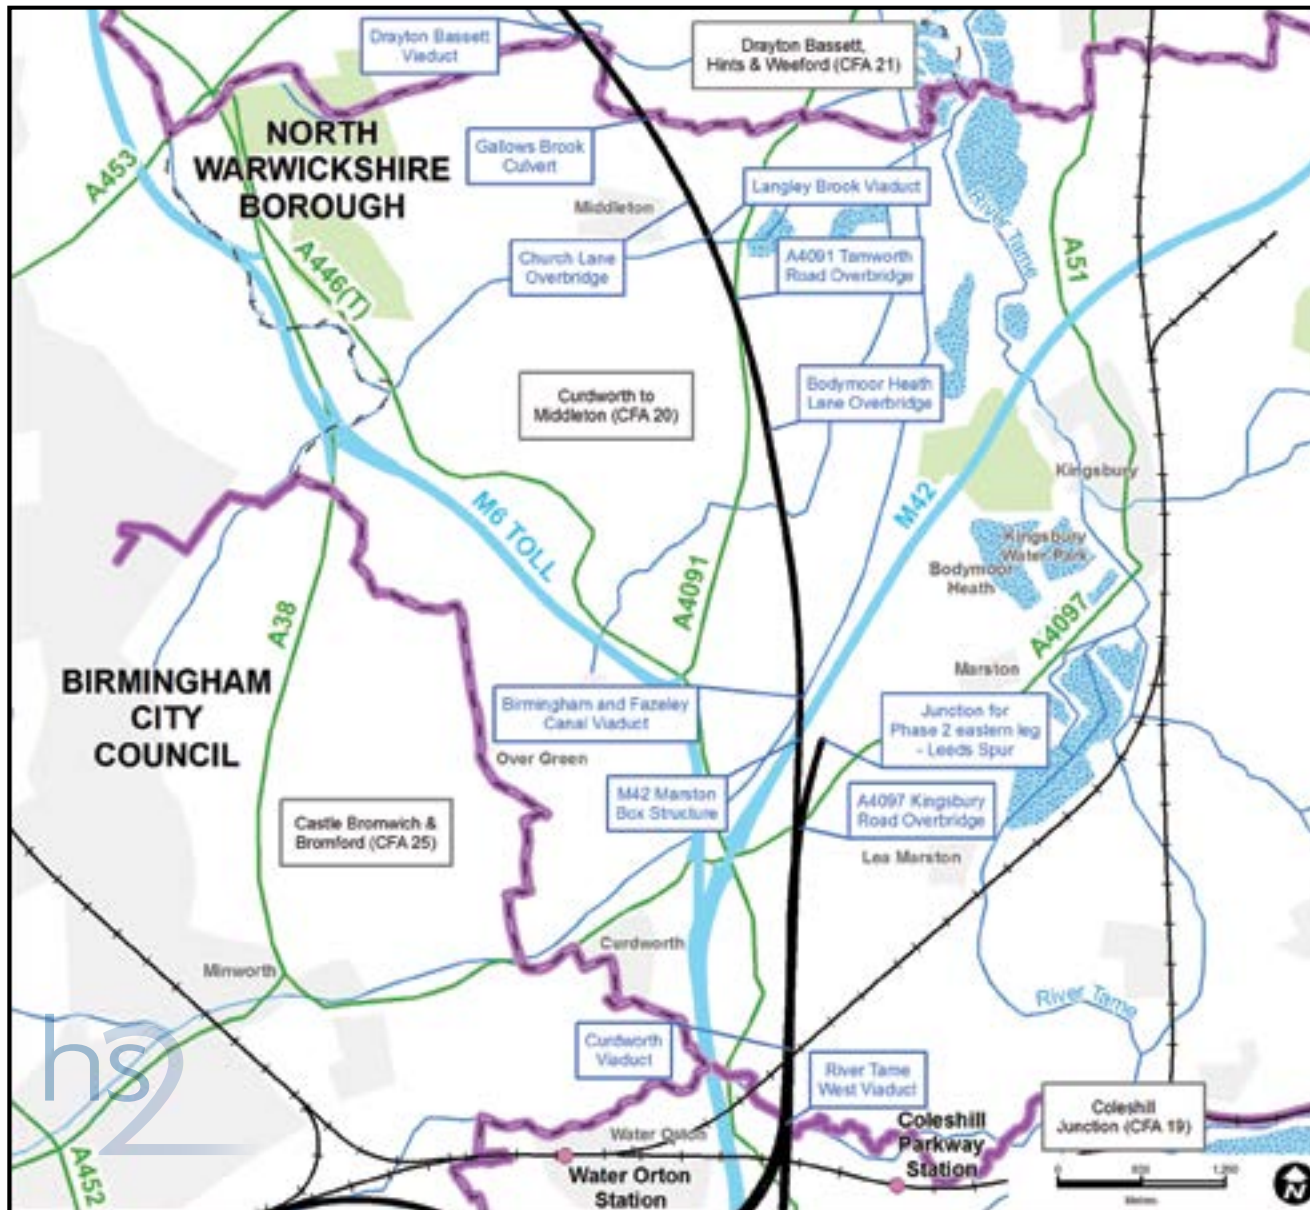 Drayton Bassett
Viaduct
Drayton Bassett,
Hints & Weeford (CFA 21)
NORTH
WARWICKSHIRE
BOROUGH
A453
A446(T)
Gallows Brook
Culvert
Middleton
Langley Brook Viaduct
River Tame
A51
Church Lane
Overbridge
A4091 Tamworth
Road Overbridge
Curdworth to
Middleton (CFA 20)
Bodymoor Heath
Lane Overbridge
Kingsbury
M6 TOLL
M42
Kingsbury
Water Park
Bodymoor
Heath
A4091
A38
A4097
Marston
BIRMINGHAM
CITY
COUNCIL
Birmingham and Fazeley
Canal Viaduct
Junction for
Phase 2 eastern leg
- Leeds Spur
Over Green
M42 Marston
Box Structure
A4097 Kingsbury
Road Overbridge
Castle Bromwich &
Bromford (CFA 25)
Lea Marston
Curdworth
Minworth
River Tame
hs2
Curdworth
Viaduct
River Tame
West Viaduct
Coleshill
Junction (CFA 19)
Water Orton
Coleshill
Parkway
Station
Water Orton
Station
A452
0 600 1,200
Metres
N